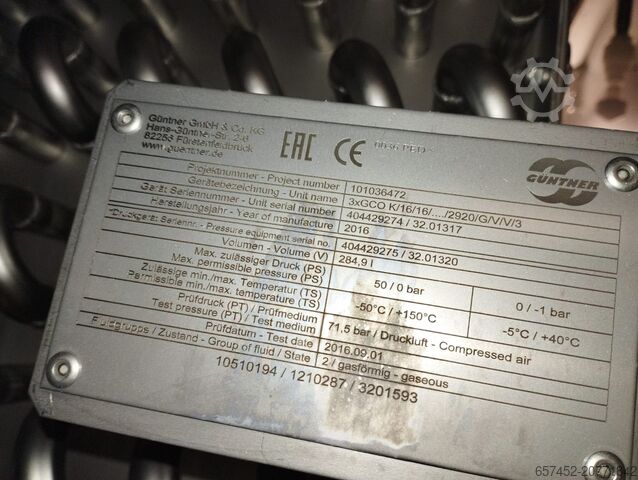 Güntner GmbH & Co. KG
Hans-Güntner-Str. 2-6
82256 Fürstenfeldbruck
www.guentner.de
EAC CE 0036 PED
GÜNTNER
Projektnummer - Project number 101036472
Gerätebezeichnung - Unit name 3xGCO K/16/16/..../2920/G/V/V/3
Gerät Seriennummer - Unit serial number 404429274 / 32.01317
Herstellungsjahr - Year of manufacture 2016
"Druckgerät" Seriennr. - Pressure equipment serial no. 404429275 / 32.01320
Volumen - Volume (V) 284,9 l
Max. zulässiger Druck (PS)
Max. permissible pressure (PS) 50 / 0 bar 0 / -1 bar
Zulässige min./max. Temperatur (TS)
Permissible min./max. temperature (TS) -50°C / +150°C -5°C / +40°C
Prüfdruck (PT) / Prüfmedium
Test pressure (PT) / Test medium 71,5 bar / Druckluft - Compressed air
Prüfdatum - Test date 2016.09.01
Fluidgrupps / Zustand - Group of fluid / State 2 / gasförmig - gaseous
10510194 / 1210287 / 3201593